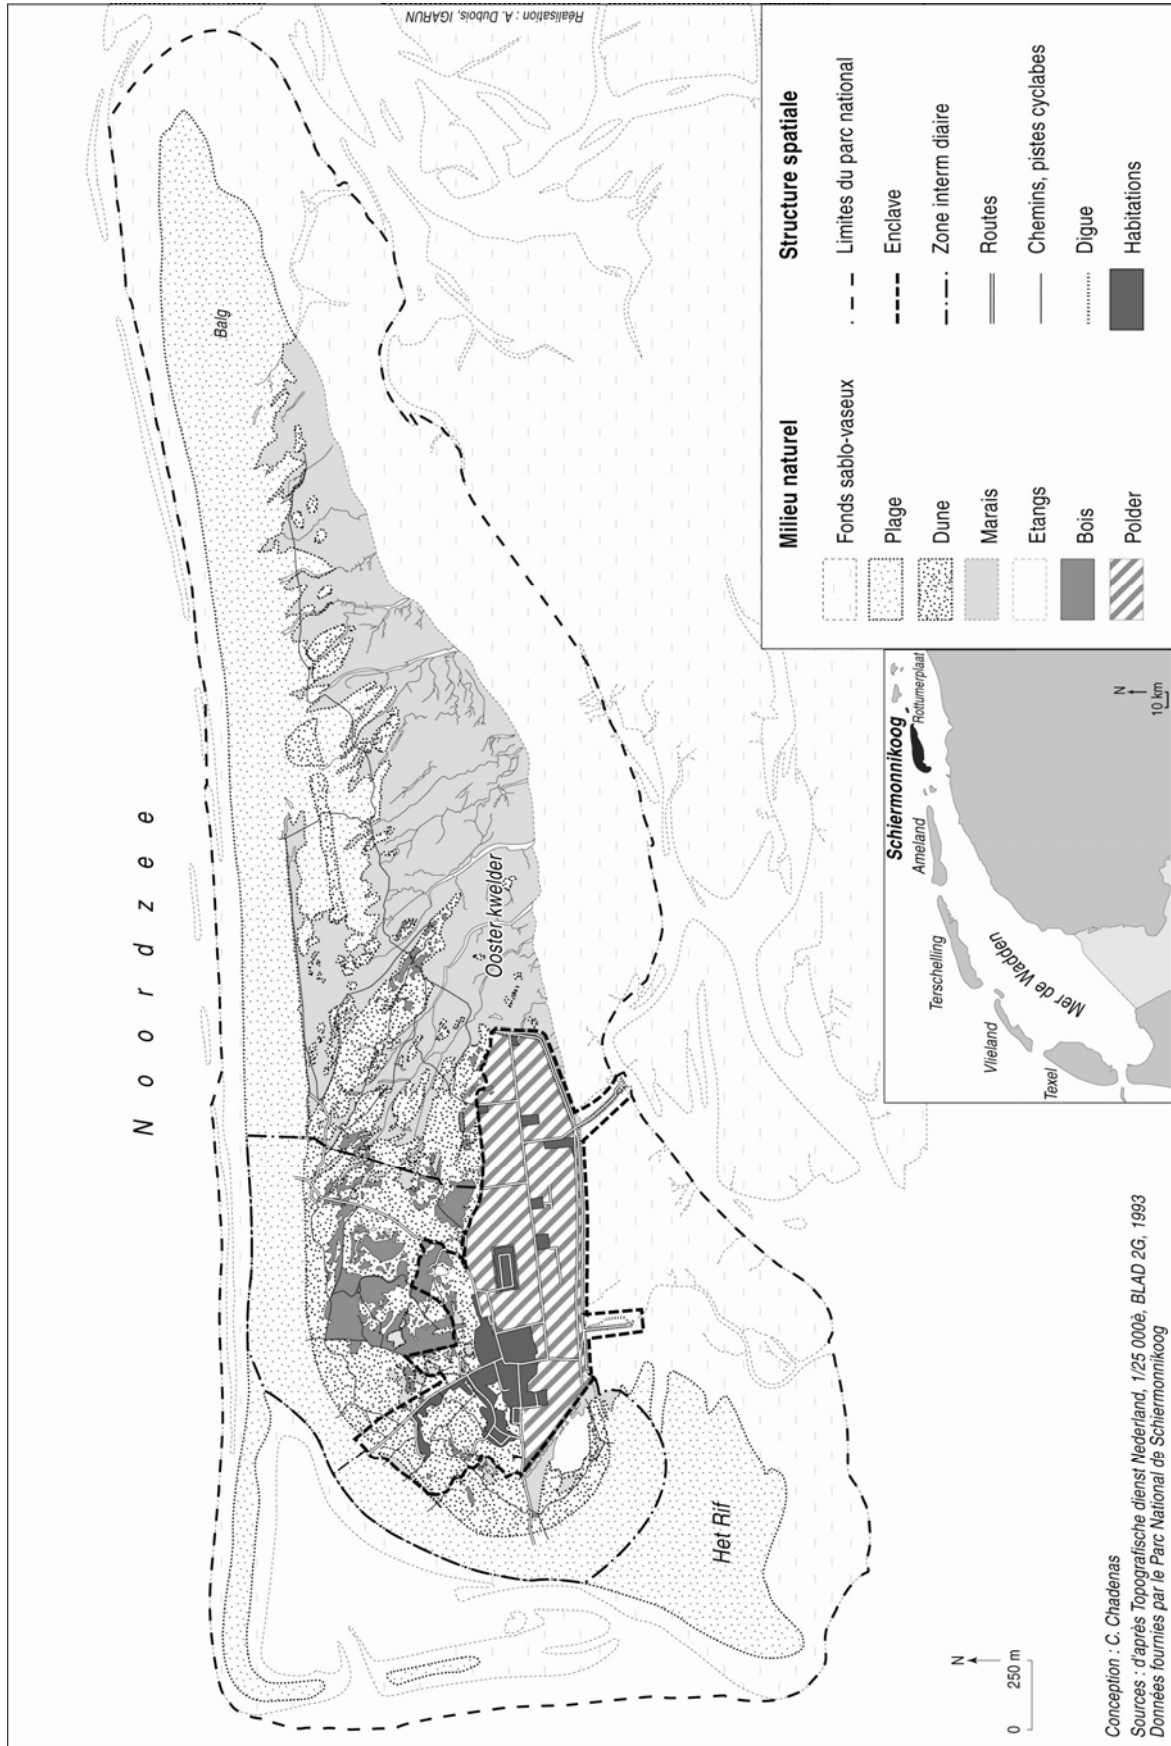 Noordzee
Balg
Ooster kwelder
Het Rif
N
0 250 m
Conception : C. Chadenas
Sources : d'après Topografische dienst Nederland, 1/25 000è, BLAD 2G, 1993
Données fournies par le Parc National de Schiermonnikoog
Schiermonnikoog
Rottumerplaat
Ameland
Terschelling
Vlieland
Texel
Mer de Wadden
N
10 km
Milieu naturel
Fonds sablo-vaseux
Plage
Dune
Marais
Etangs
Bois
Polder
Structure spatiale
Limites du parc national
Enclave
Zone interm diaire
Routes
Chemins, pistes cyclabes
Digue
Habitations
Réalisation : A. Dubois, IGARUN